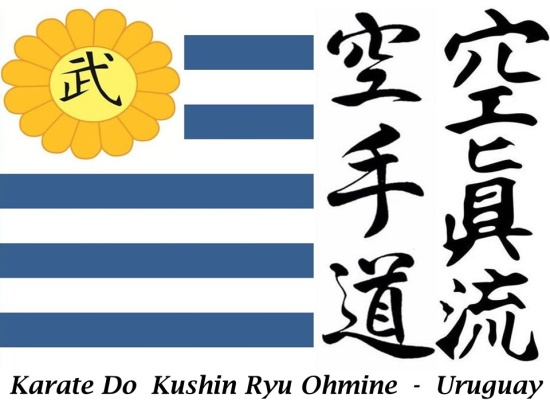 武
空手道
空眞流
Karate Do Kushin Ryu Ohmine - Uruguay